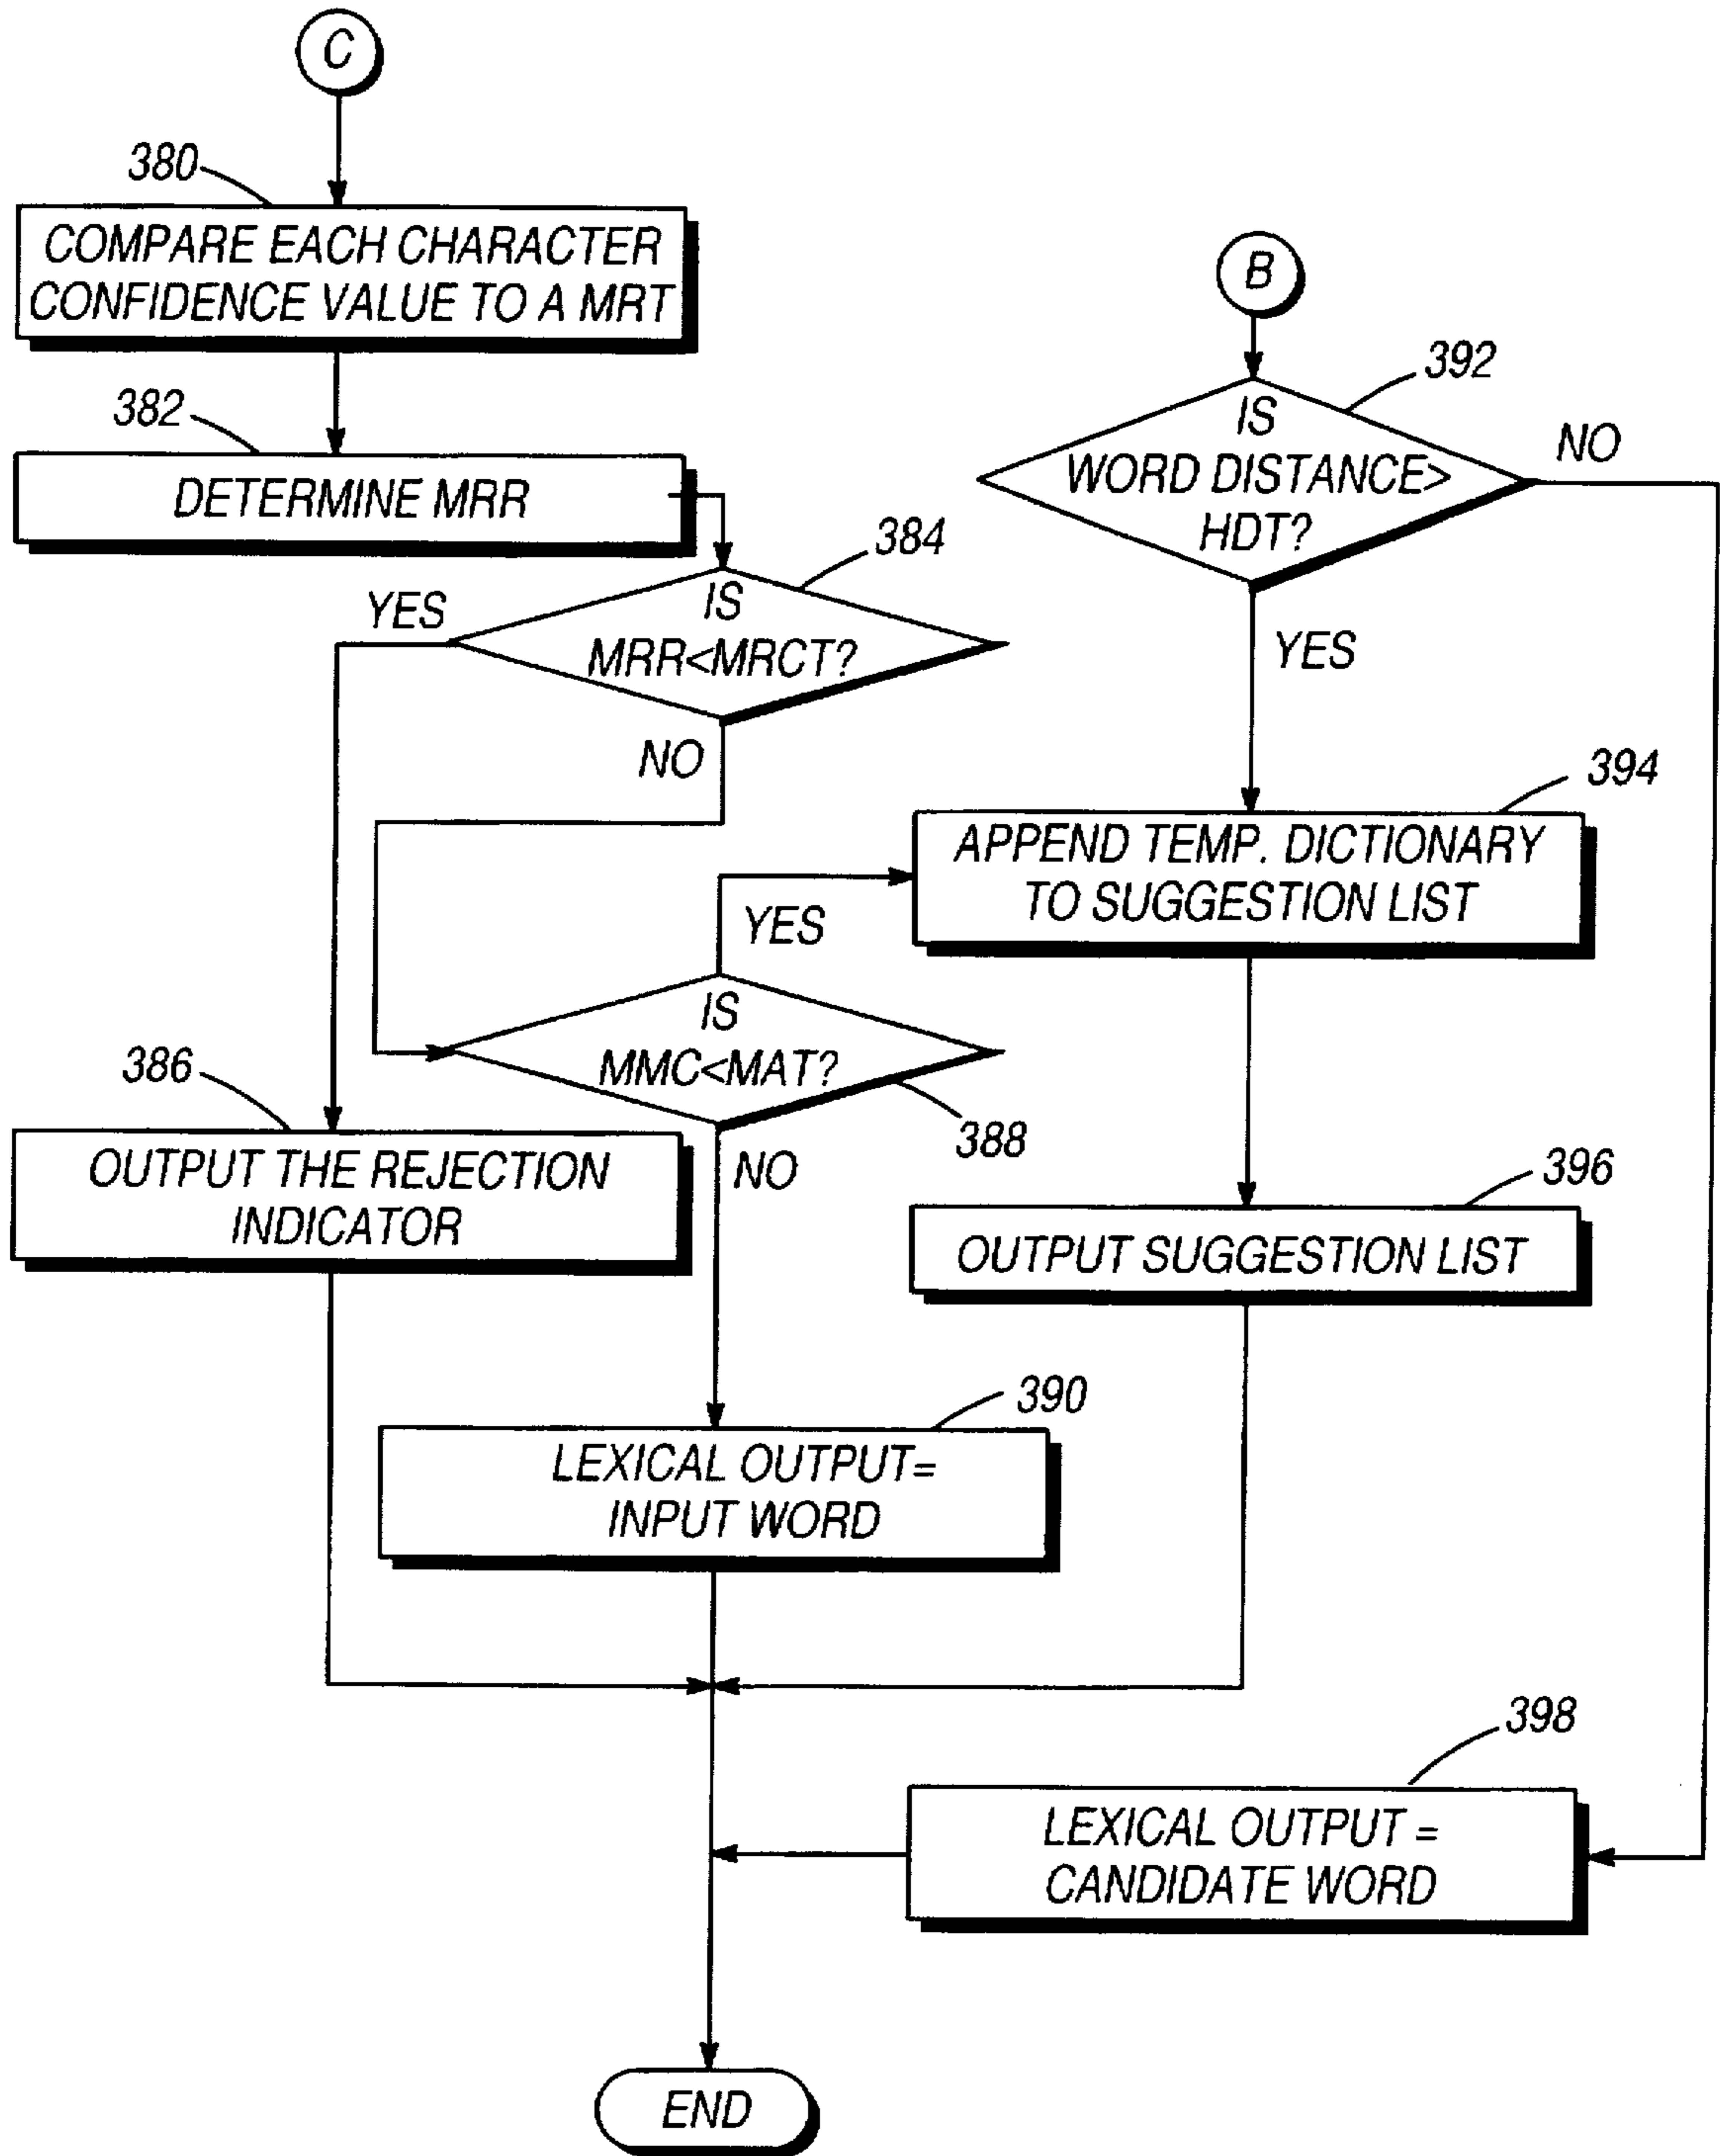 C
380
COMPARE EACH CHARACTER
CONFIDENCE VALUE TO A MRT
382
DETERMINE MRR
384
IS
MRR<MRCT?
YES
NO
386
OUTPUT THE REJECTION
INDICATOR
IS
MMC<MAT?
YES
388
NO
390
LEXICAL OUTPUT=
INPUT WORD
B
392
IS
WORD DISTANCE>
HDT?
NO
YES
394
APPEND TEMP. DICTIONARY
TO SUGGESTION LIST
396
OUTPUT SUGGESTION LIST
398
LEXICAL OUTPUT =
CANDIDATE WORD
END